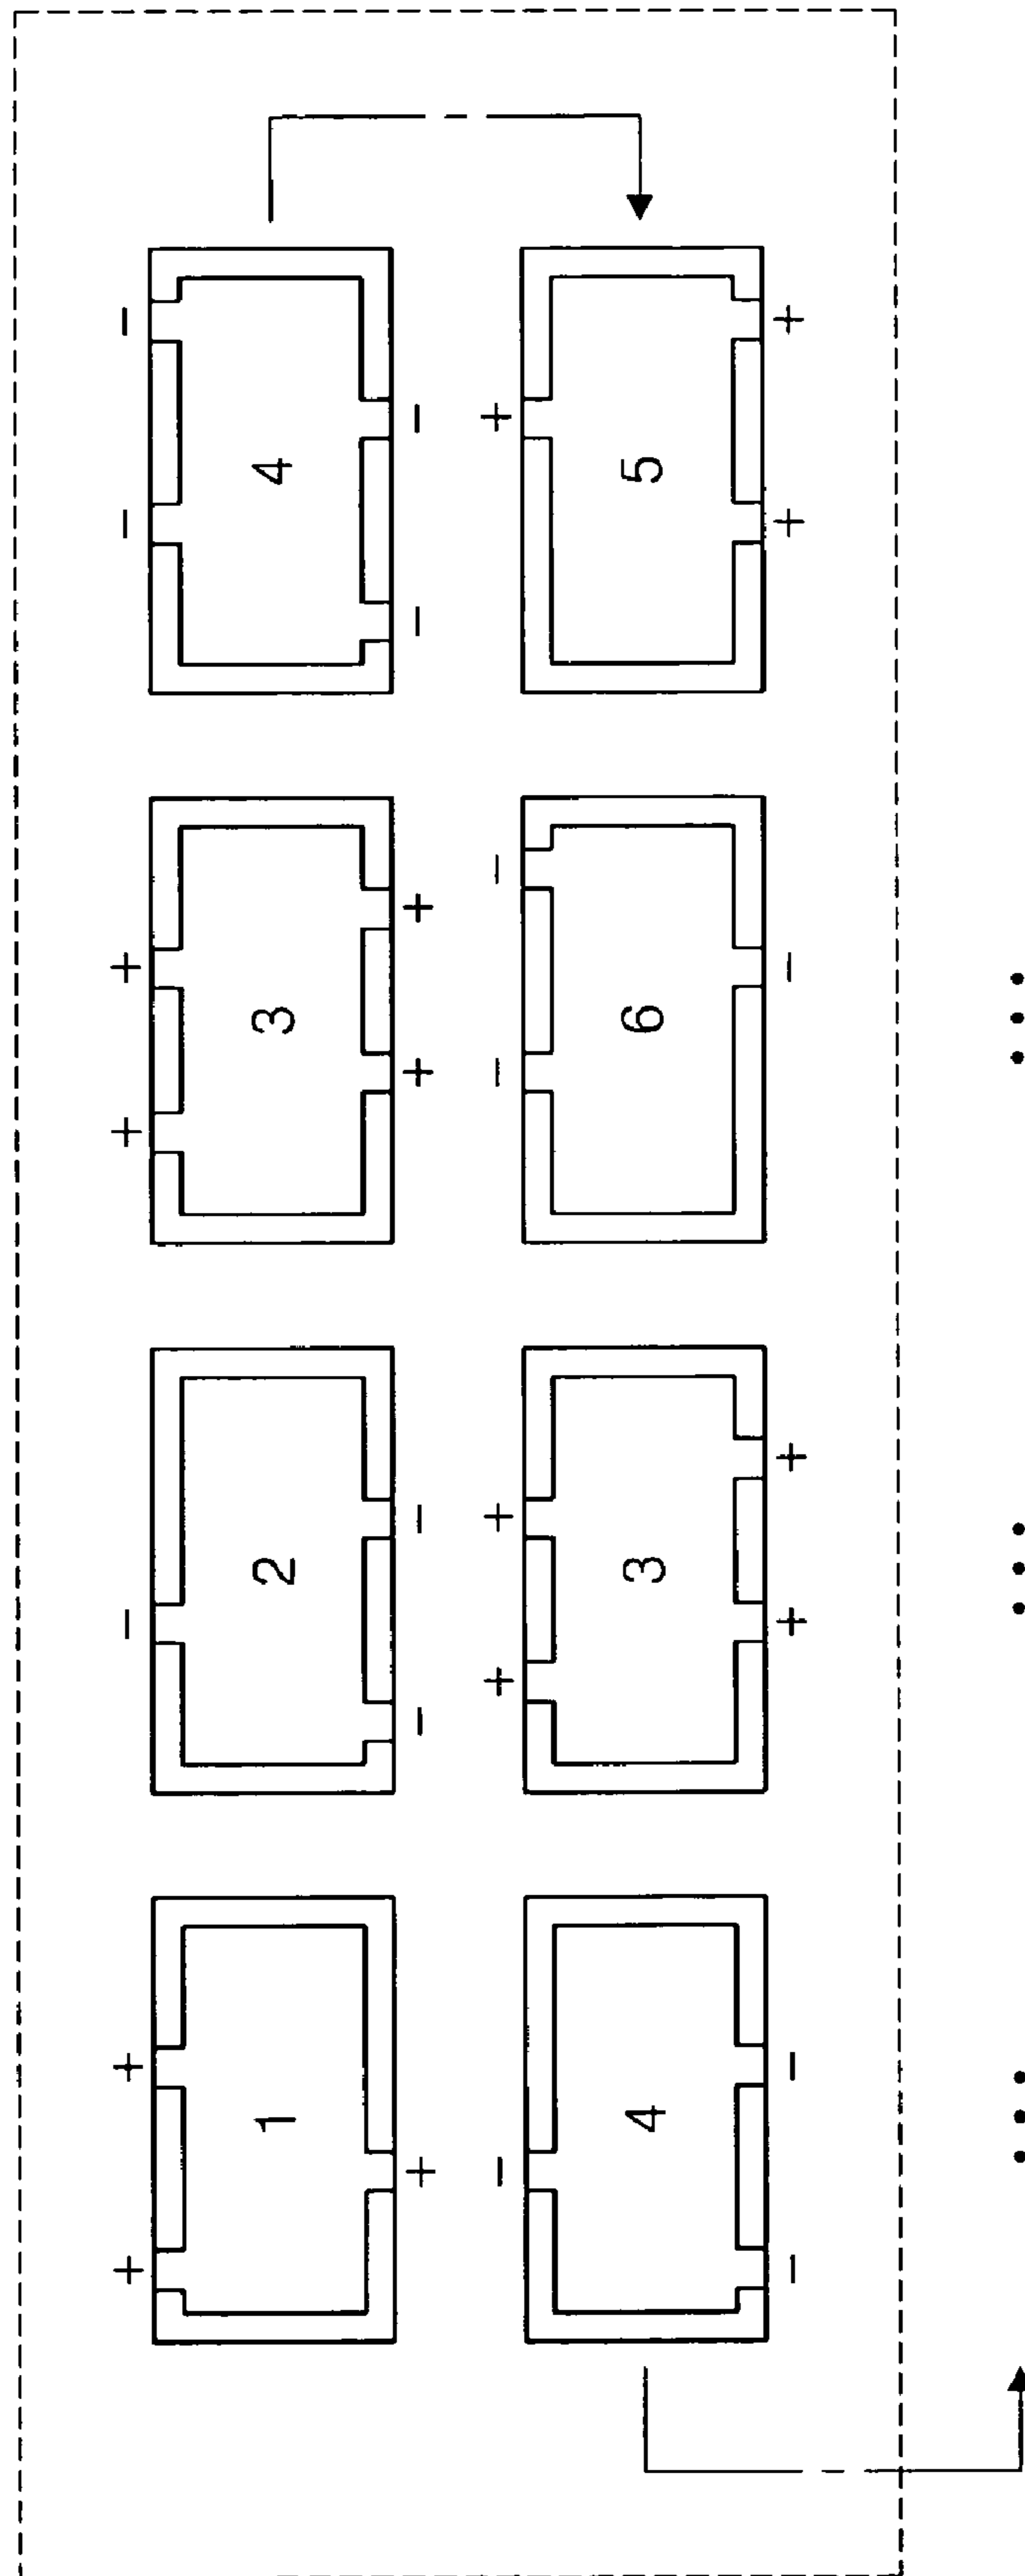 + + - + + - -
1 2 3 4
+ - - + + - -
- + + - - +
4 3 6 5
- - + + - + +
... ... ...